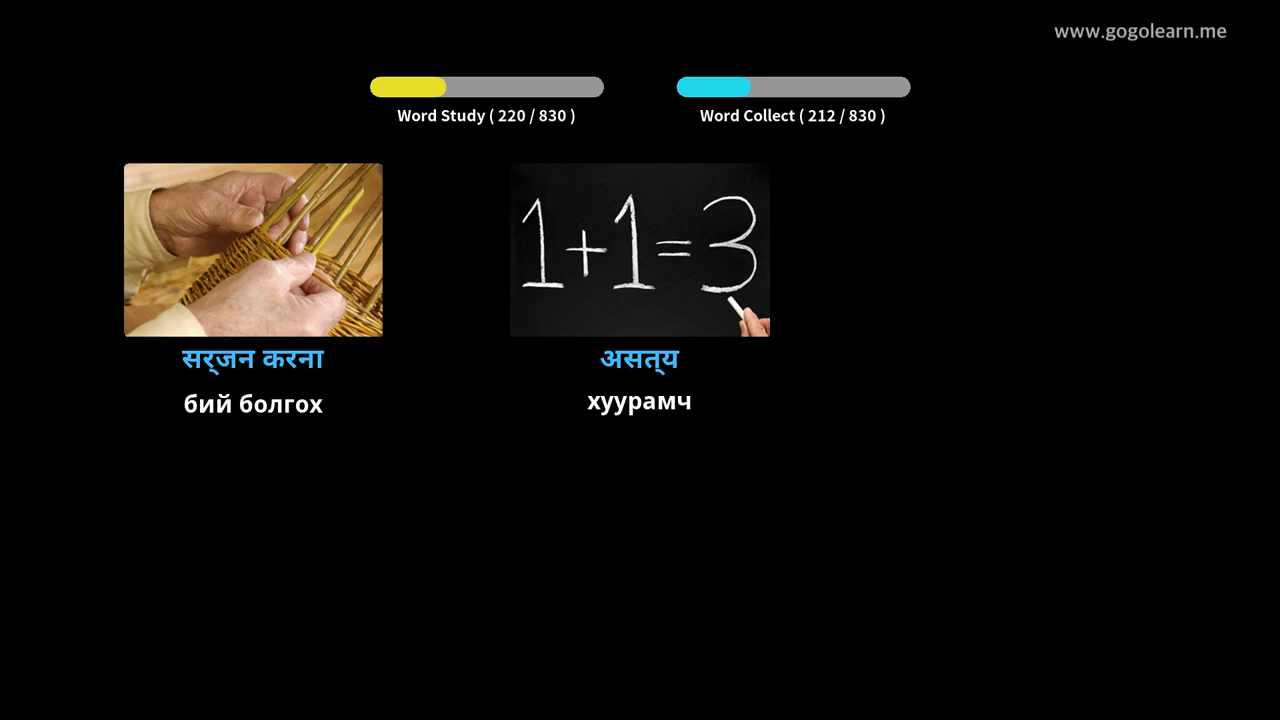 www.gogolearn.me
Word Study ( 220 / 830 )
Word Collect ( 212 / 830 )
1+1=3
सर्‌जन करना
असत्‌य
бий болгох
хуурамч